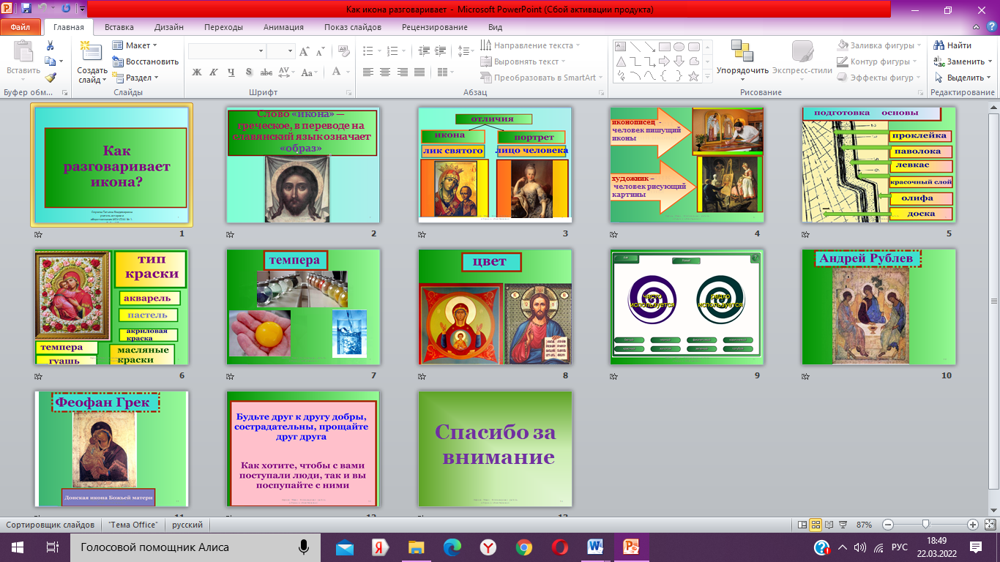 Как икона разговаривает - Microsoft PowerPoint (Сбой активации продукта)
Файл Главная Вставка Дизайн Переходы Анимация Показ слайдов Рецензирование Вид
Вставить
Создать слайд
Макет
Восстановить
Раздел
Ж К Ч S abc AV Aa A
Направление текста
Выровнять текст
Преобразовать в SmartArt
Упорядочить
Экспресс-стили
Заливка фигуры
Контур фигуры
Эффекты фигур
Найти
Заменить
Выделить
Буфер обм... Слайды Шрифт Абзац Рисование Редактирование
Как
разговаривает
икона?
1
Слово «икона» —
греческое, в переводе на
славянский язык означает
«образ»
2
отличия
икона портрет
лик святого лицо человека
3
иконописец -
человек пишущий
иконы
художник –
человек рисующий
картины
4
подготовка основы
проклейка
паволока
левкас
красочный слой
олифа
доска
5
тип
краски
акварель
пастель
акриловая
краска
темпера
гуашь
масляные
краски
6
темпера
7
цвет
8
часто
используется
редко
используется
9
Андрей Рублев
10
Феофан Грек
Донская икона Божьей матери
11
Будьте друг к другу добры,
сострадательны, прощайте
друг друга
Как хотите, чтобы с вами
поступали люди, так и вы
поспупайте с ними
12
Спасибо за
внимание
13
Сортировщик слайдов "Тема Office" русский 87%
Голосовой помощник Алиса
РУС
18:49
22.03.2022